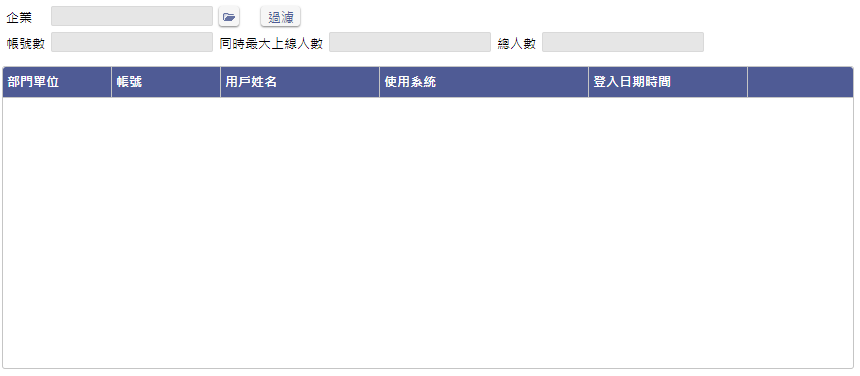 企業 過濾
帳號數 同時最大上線人數 總人數
部門單位 帳號 用戶姓名 使用系統 登入日期時間